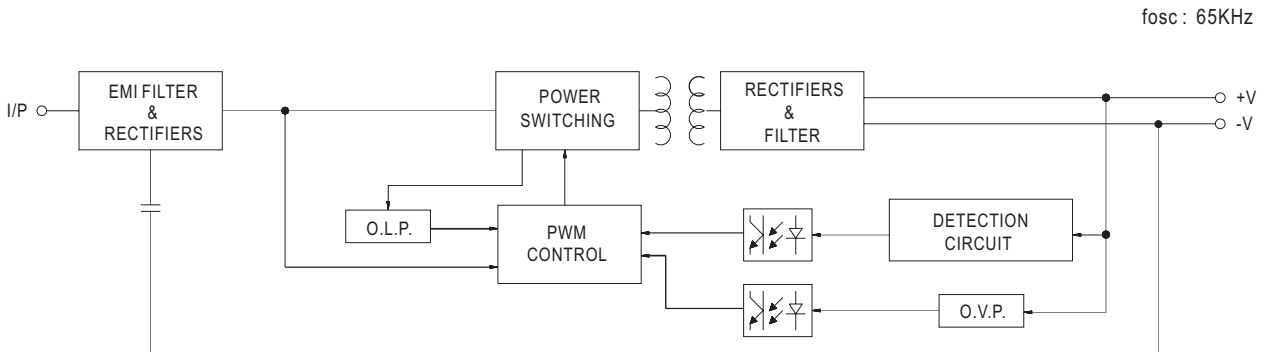 fosc : 65KHz
I/P
EMI FILTER
&
RECTIFIERS
POWER
SWITCHING
RECTIFIERS
&
FILTER
+V
-V
O.L.P.
PWM
CONTROL
DETECTION
CIRCUIT
O.V.P.